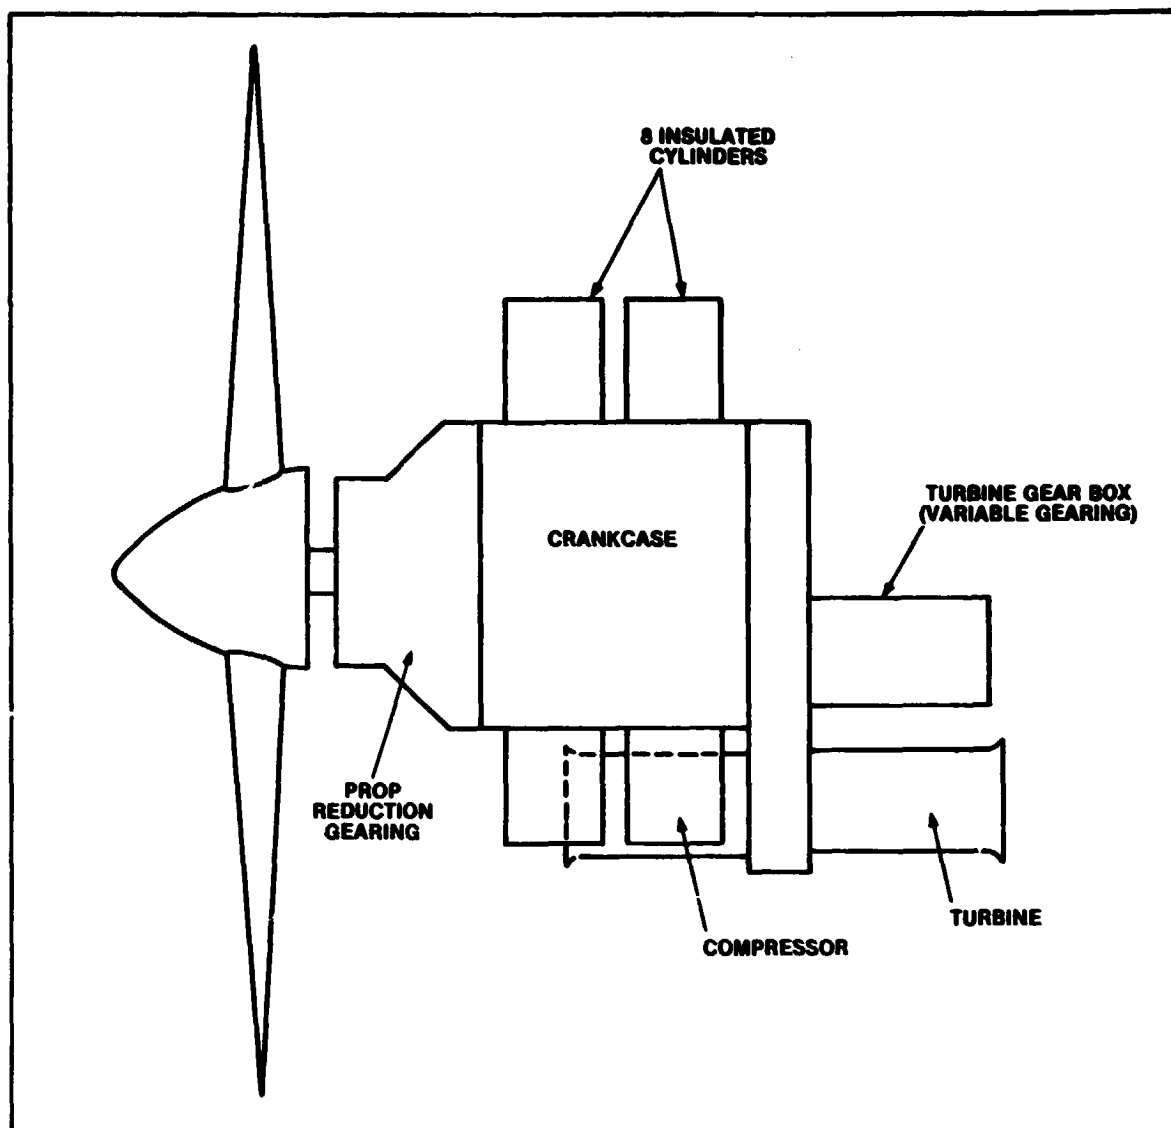 8 INSULATED
CYLINDERS
TURBINE GEAR BOX
(VARIABLE GEARING)
CRANKCASE
PROP
REDUCTION
GEARING
COMPRESSOR
TURBINE